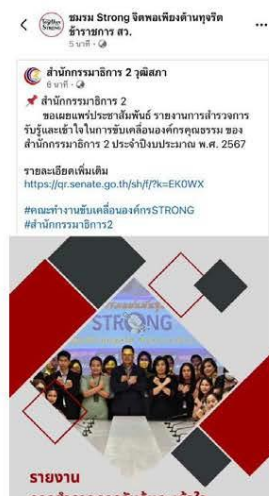 ชมรม Strong จิตพอเพียงต้านทุจริต
ข้าราชการ สว.
5 นาที
สำนักกรรมาธิการ 2 วุฒิสภา
6 นาที
📌 สำนักกรรมาธิการ 2
ขอเผยแพร่ประชาสัมพันธ์ รายงานการสำรวจการ
รับรู้และเข้าใจในการขับเคลื่อนองค์กรคุณธรรม ของ
สำนักกรรมาธิการ 2 ประจำปีงบประมาณ พ.ศ. 2567
รายละเอียดเพิ่มเติม
https://qr.senate.go.th/sh/f/?k=EK0WX
#คณะทำงานขับเคลื่อนองค์กรSTRONG
#สำนักกรรมาธิการ2
STRONG
รายงาน